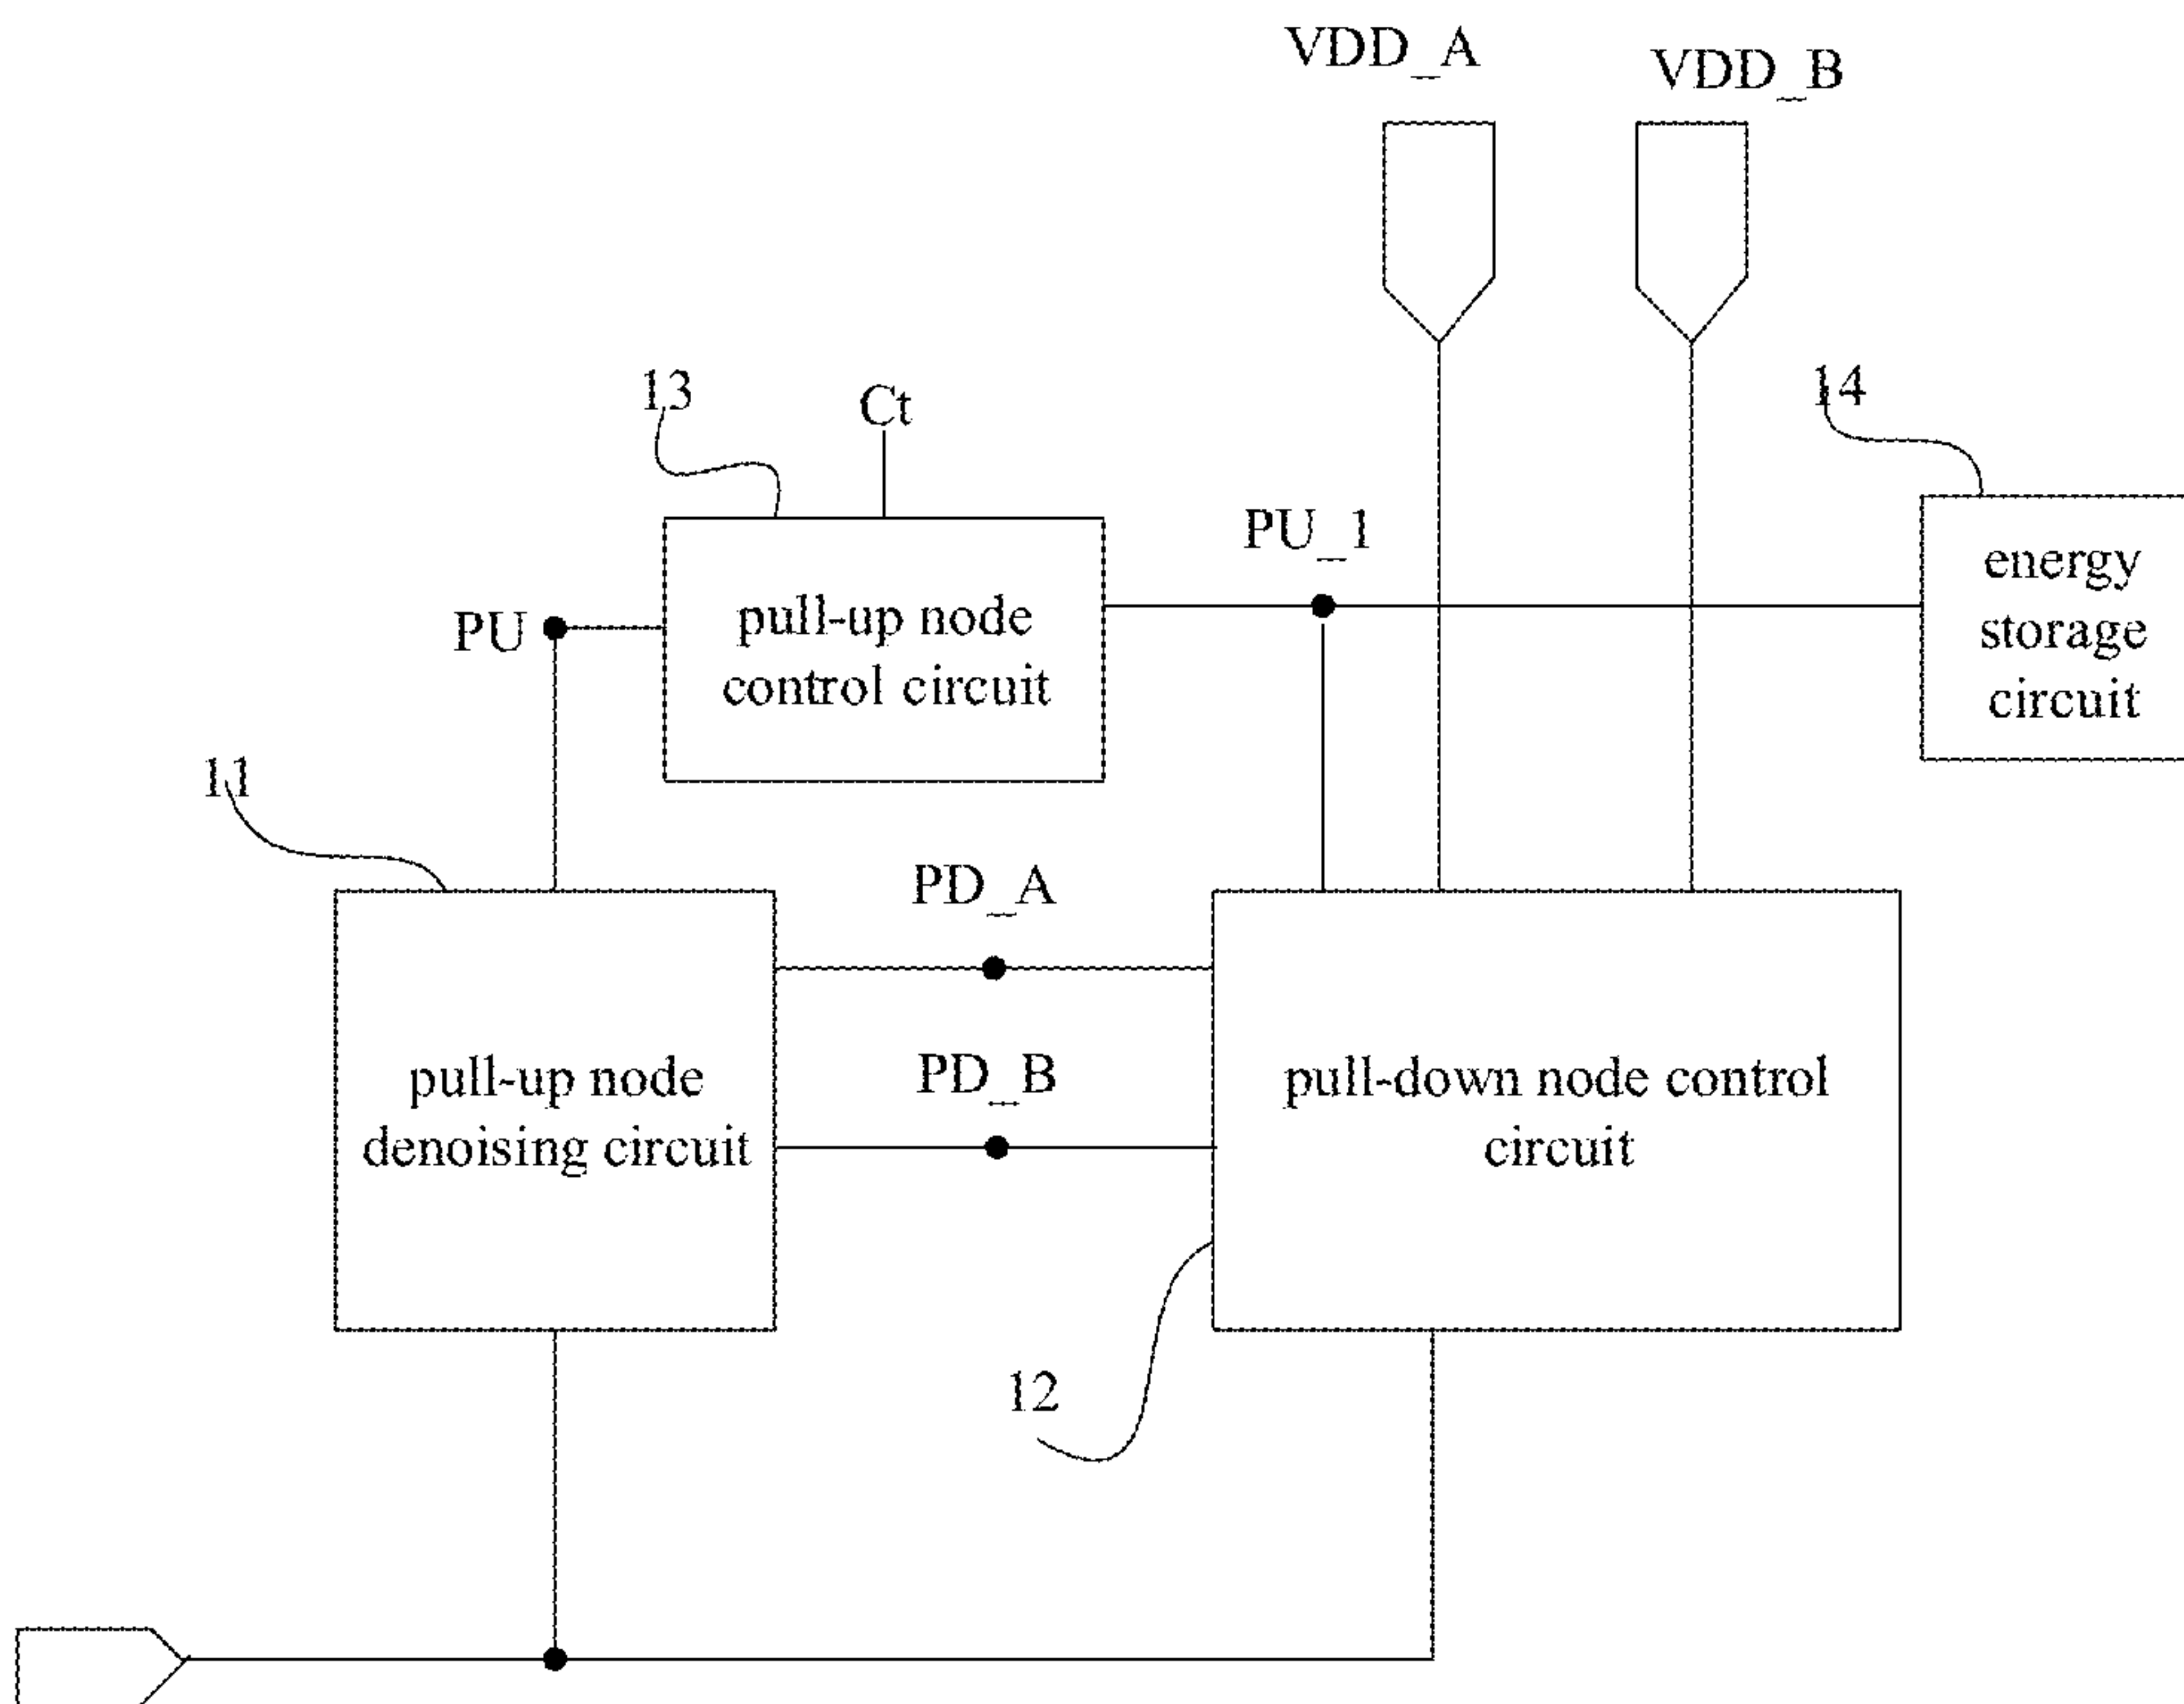 VDD_A
VDD_B
13
Ct
14
PU_1
energy
storage
circuit
PU
pull-up node
control circuit
11
PD_A
PD_B
pull-up node
denoising circuit
pull-down node control
circuit
12